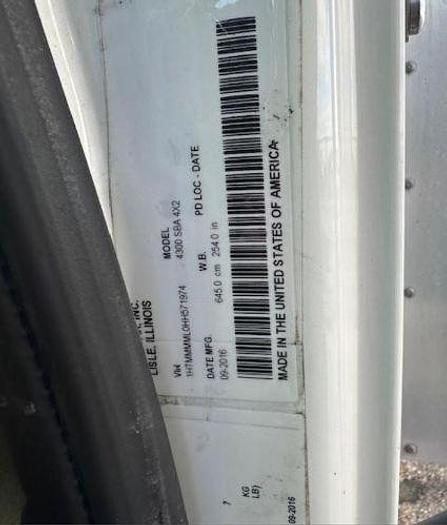 , INC.
LISLE, ILLINOIS
VIN MODEL
1HTMMMML0HH571974 4300 SBA 4X2
DATE MFG. W.B. PD LOC - DATE
09-2016 645.0 cm 254.0 in
MADE IN THE UNITED STATES OF AMERICA
KG
LB)
09-2016